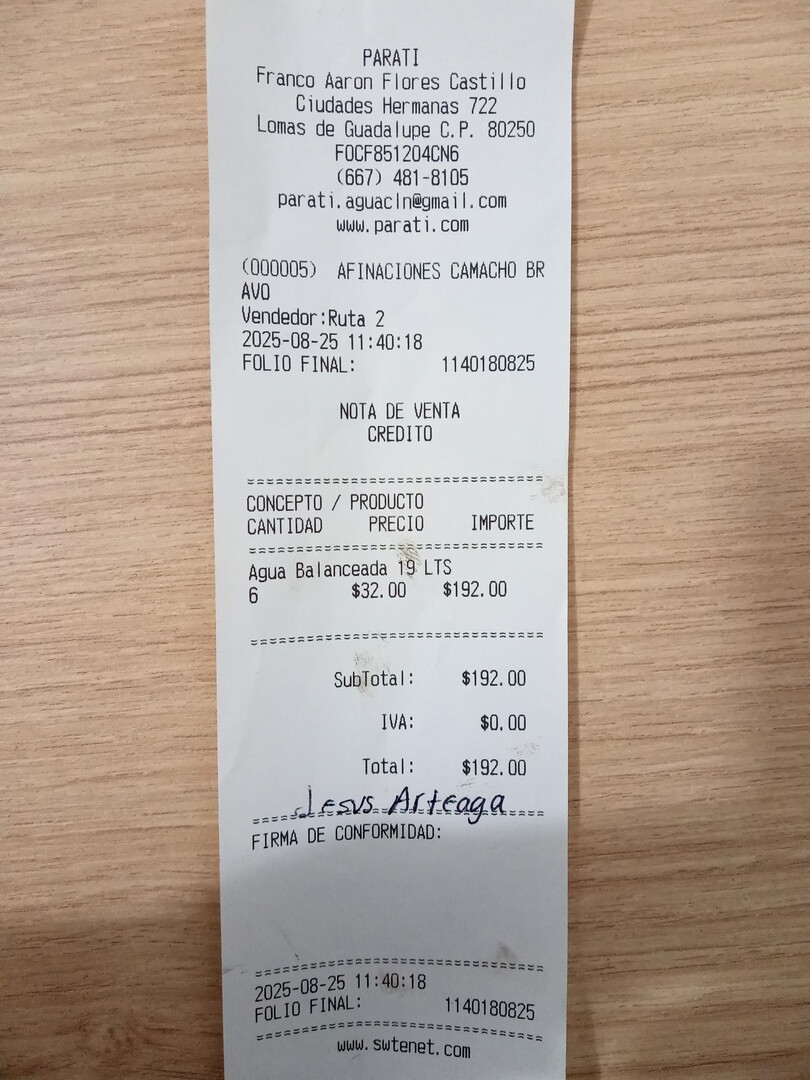 PARATI
Franco Aaron Flores Castillo
Ciudades Hermanas 722
Lomas de Guadalupe C.P. 80250
FOCF851204CN6
(667) 481-8105
parati.aguacln@gmail.com
www.parati.com
(000005) AFINACIONES CAMACHO BR
AVO
Vendedor:Ruta 2
2025-08-25 11:40:18
FOLIO FINAL: 1140180825
NOTA DE VENTA
CREDITO
================================
CONCEPTO / PRODUCTO
CANTIDAD PRECIO IMPORTE
================================
Agua Balanceada 19 LTS
6 $32.00 $192.00
================================
SubTotal: $192.00
IVA: $0.00
Total: $192.00
Jesus Arteaga
================================
FIRMA DE CONFORMIDAD:
================================
2025-08-25 11:40:18
FOLIO FINAL: 1140180825
================================
www.swtenet.com